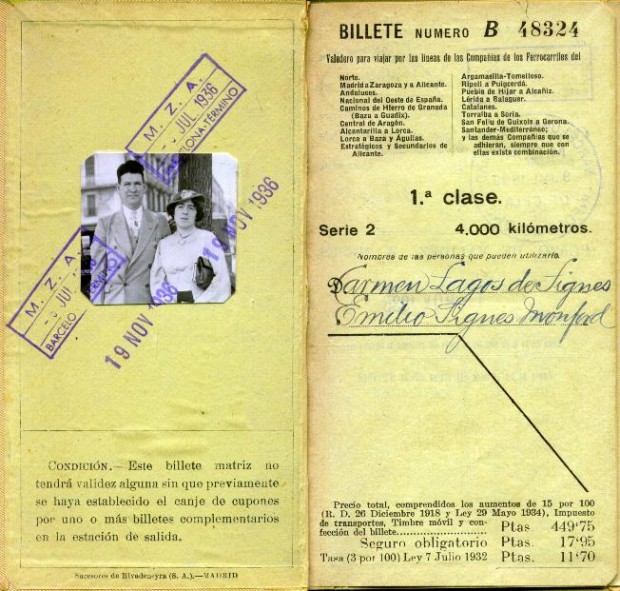 M. Z. A.
JUL 1936
BARCELONA-TÉRMINO
19 NOV 1936
M. Z. A.
JUL
BARCELO
19 NOV 1936
CONDICIÓN.— Este billete matriz no
tendrá validez alguna sin que previamente
se haya establecido el canje de cupones
por uno o más billetes complementarios
en la estación de salida.
Sucesores de Rivadeneyra (S. A.).—MADRID
BILLETE NUMERO B 48324
Valedero para viajar por las líneas de las Compañías de los Ferrocarriles del
Norte.
Madrid a Zaragoza y a Alicante.
Andaluces.
Nacional del Oeste de España.
Caminos de Hierro de Granada
(Baza a Guadix).
Central de Aragón.
Alcantarilla a Lorca.
Lorca a Baza y Águilas.
Estratégicos y Secundarios de
Alicante.
Argamasilla-Tomelloso.
Ripoll a Puigcerdá.
Puebla de Híjar a Alcañiz.
Lérida a Balaguer.
Catalanes.
Torralba a Soria.
San Feliu de Guixols a Gerona.
Santander-Mediterráneo;
y las demás Compañías que se
adhieran, siempre que con
ellas exista combinación.
1.ª clase.
Serie 2 4.000 kilómetros.
Nombres de las personas que pueden utilizarlo.
Carmen Lagos de Signes
Emilio Signes Monford
Precio total, comprendidos los aumentos de 15 por 100
(R. D. 26 Diciembre 1918 y Ley 29 Mayo 1934), Impuesto
de transportes, Timbre móvil y con-
fección del billete Ptas 449'75
Seguro obligatorio Ptas. 17'95
Tasa (3 por 100) Ley 7 Julio 1932 Ptas. 11'70